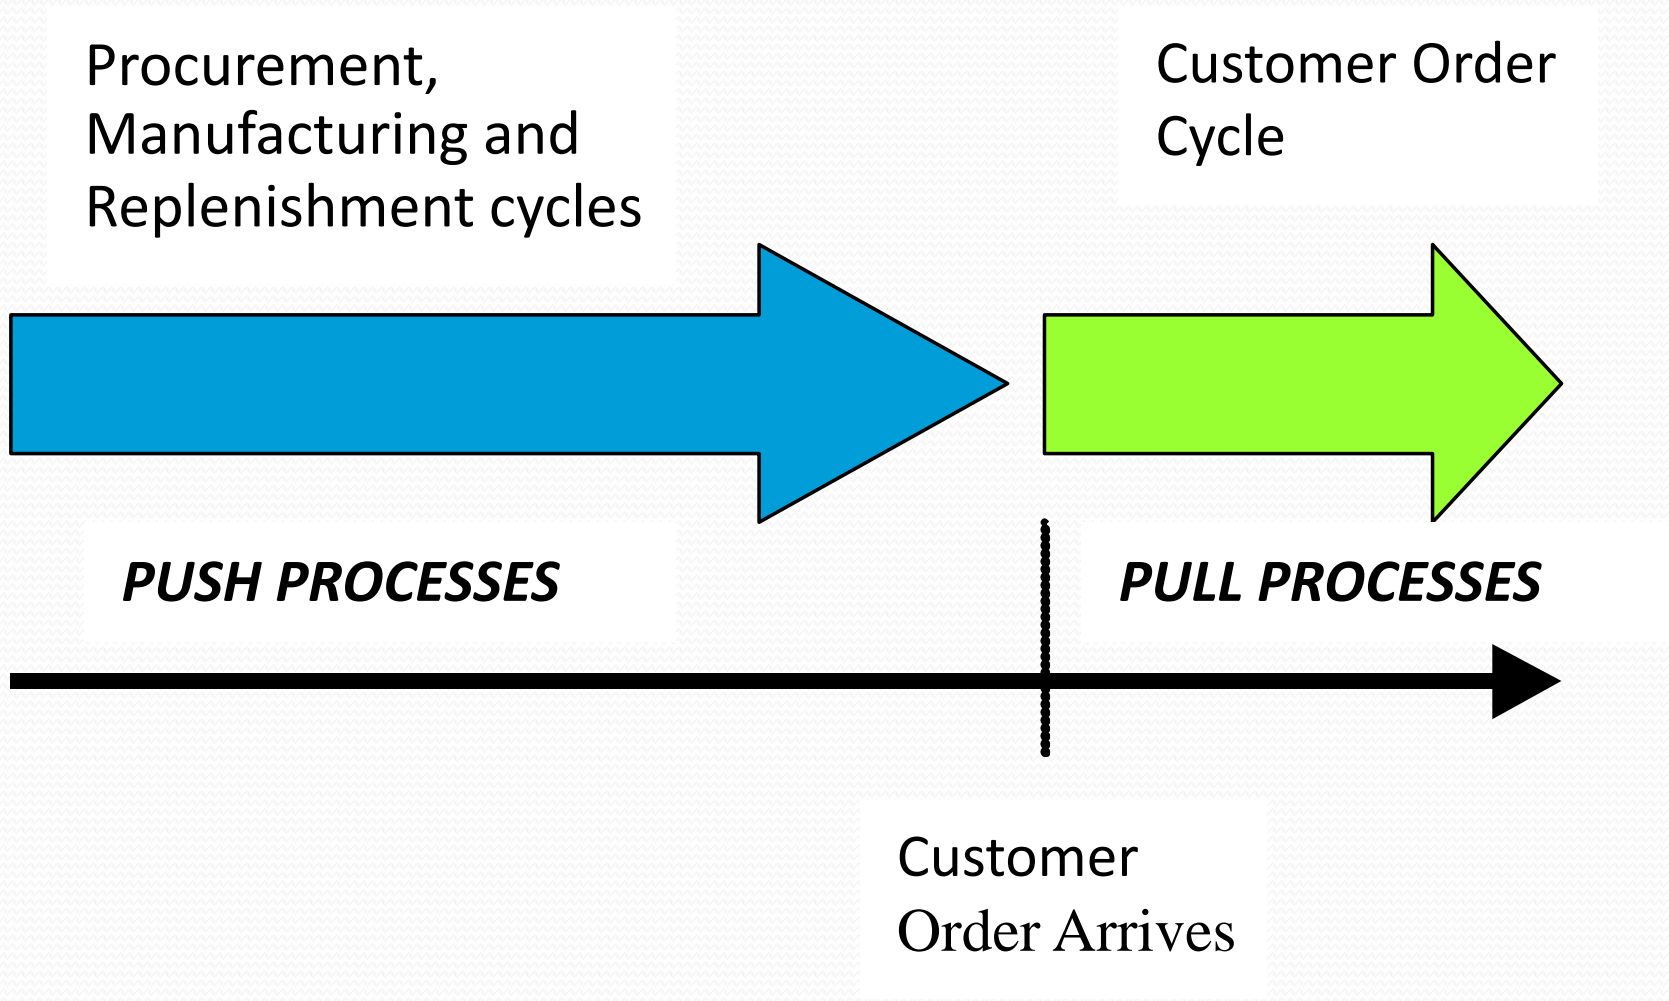 Procurement,
Manufacturing and
Replenishment cycles
Customer Order
Cycle
PUSH PROCESSES
PULL PROCESSES
Customer
Order Arrives